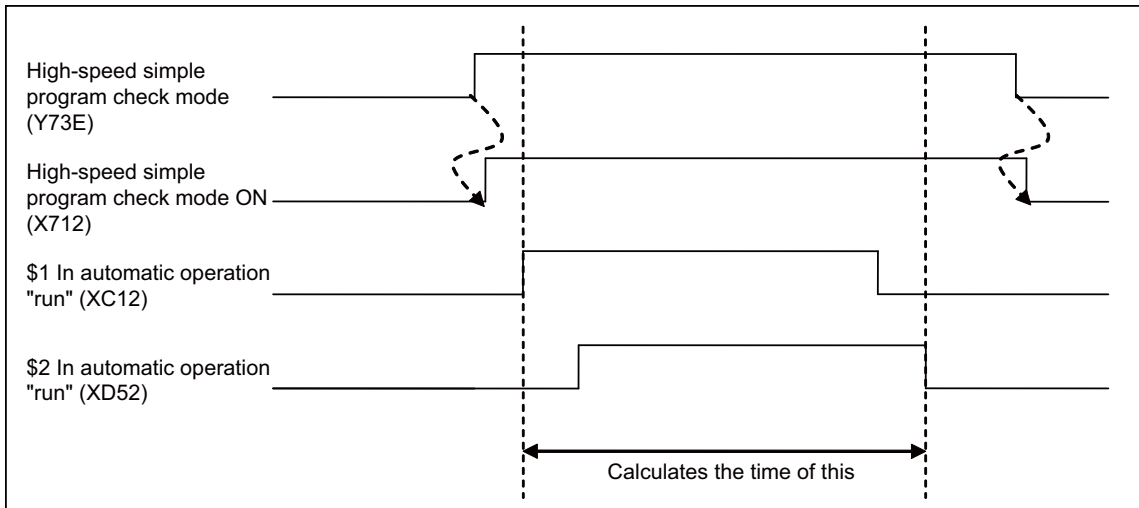 High-speed simple
program check mode
(Y73E)
High-speed simple
program check mode ON
(X712)
$1 In automatic operation
"run" (XC12)
$2 In automatic operation
"run" (XD52)
Calculates the time of this